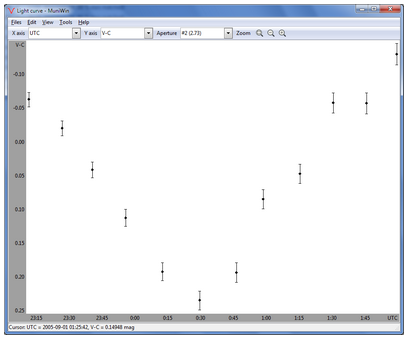 Light curve - MuniWin
Files Edit View Tools Help
X axis UTC Y axis V-C Aperture #2 (2.73) Zoom
V-C
-0.10
-0.05
0.00
0.05
0.10
0.15
0.20
0.25
23:15 23:30 23:45 0:00 0:15 0:30 0:45 1:00 1:15 1:30 1:45 UTC
Cursor: UTC = 2005-09-01 01:25:42, V-C = 0.14948 mag